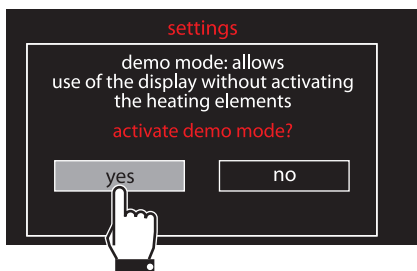 settings
demo mode: allows
use of the display without activating
the heating elements
activate demo mode?
yes
no